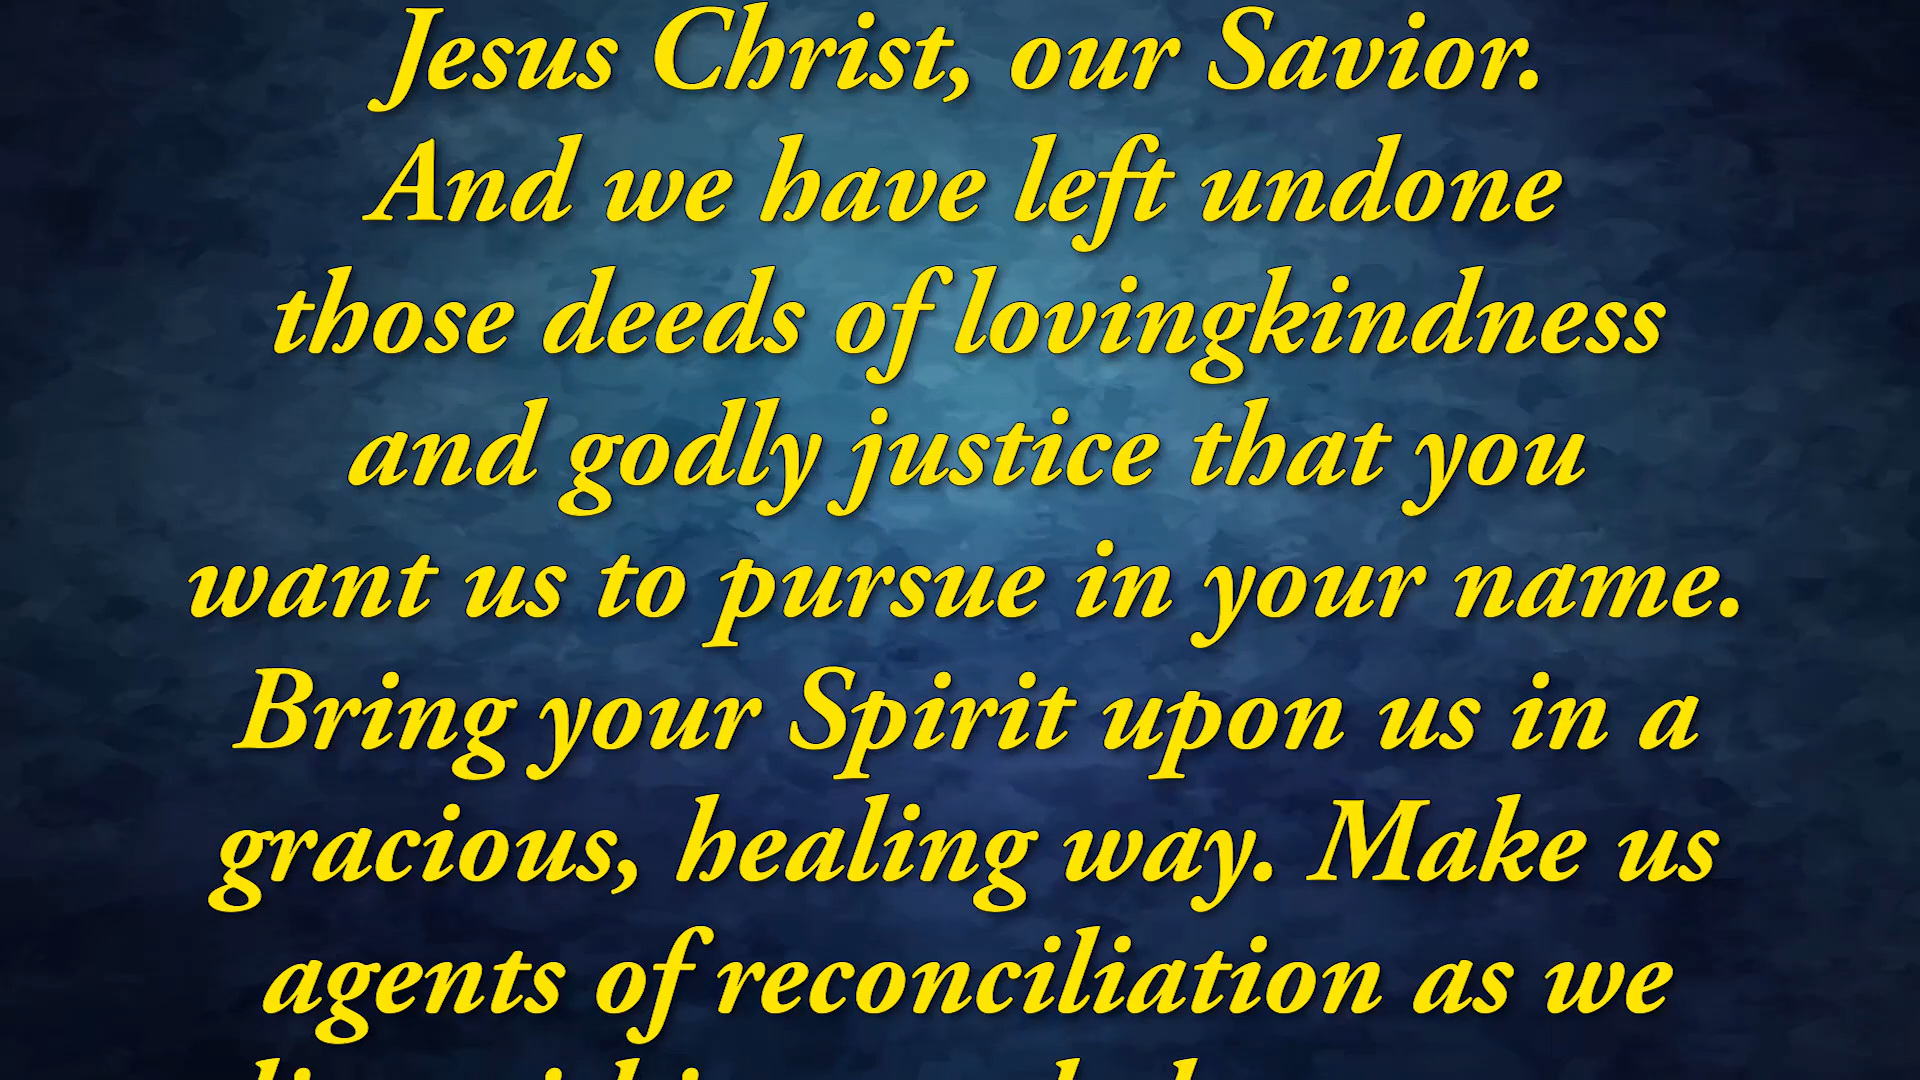 Jesus Christ, our Savior.
And we have left undone
those deeds of lovingkindness
and godly justice that you
want us to pursue in your name.
Bring your Spirit upon us in a
gracious, healing way. Make us
agents of reconciliation as we